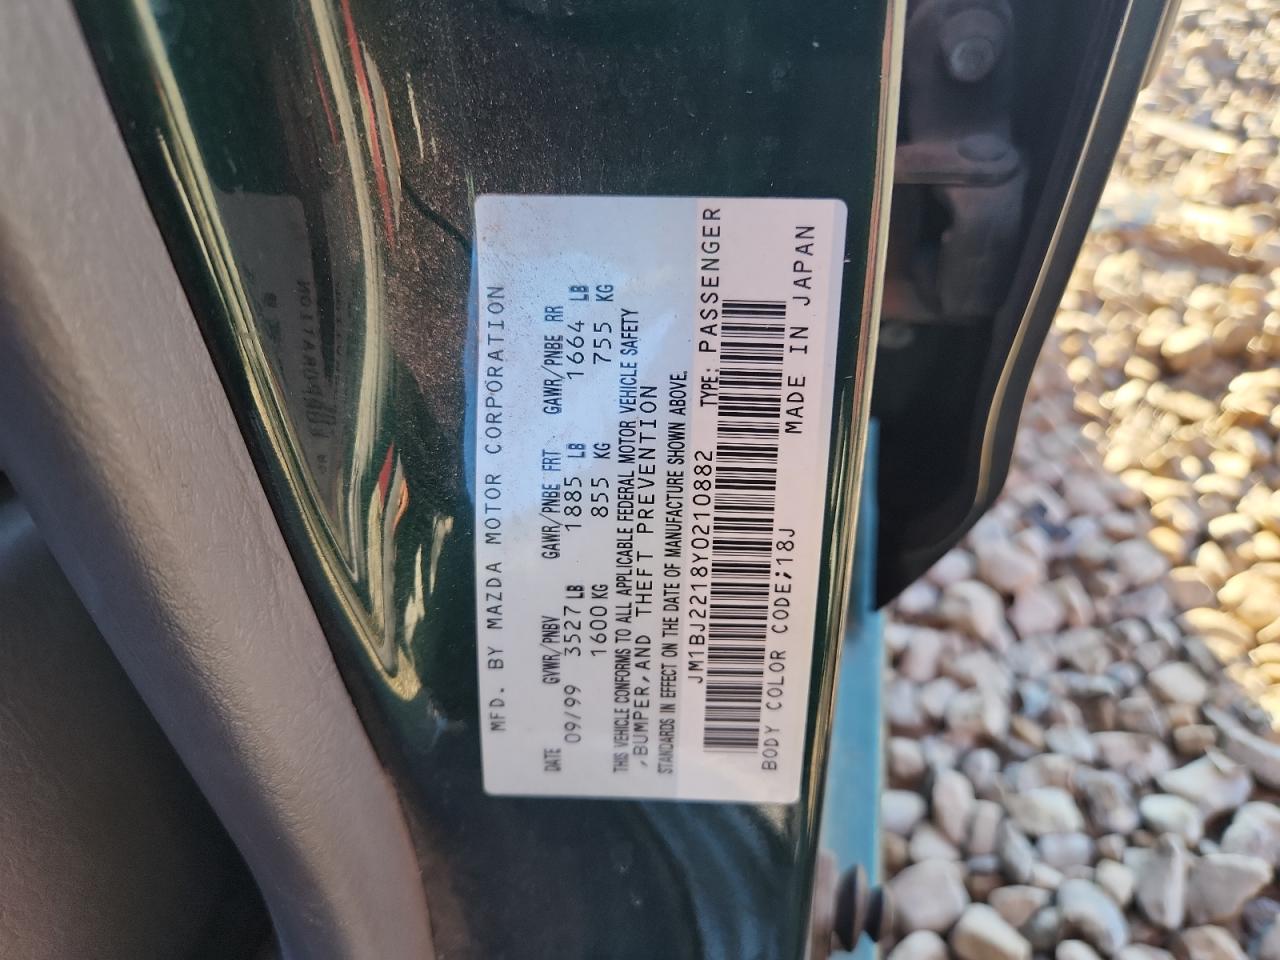 MFD. BY MAZDA MOTOR CORPORATION
DATE GVWR/PNBV GAWR/PNBE FRT GAWR/PNBE RR
09/99 3527 LB 1885 LB 1664 LB
1600 KG 855 KG 755 KG
THIS VEHICLE CONFORMS TO ALL APPLICABLE FEDERAL MOTOR VEHICLE SAFETY
,BUMPER, AND THEFT PREVENTION
STANDARDS IN EFFECT ON THE DATE OF MANUFACTURE SHOWN ABOVE.
JM1BJ2218Y0210882 TYPE: PASSENGER
BODY COLOR CODE;18J MADE IN JAPAN